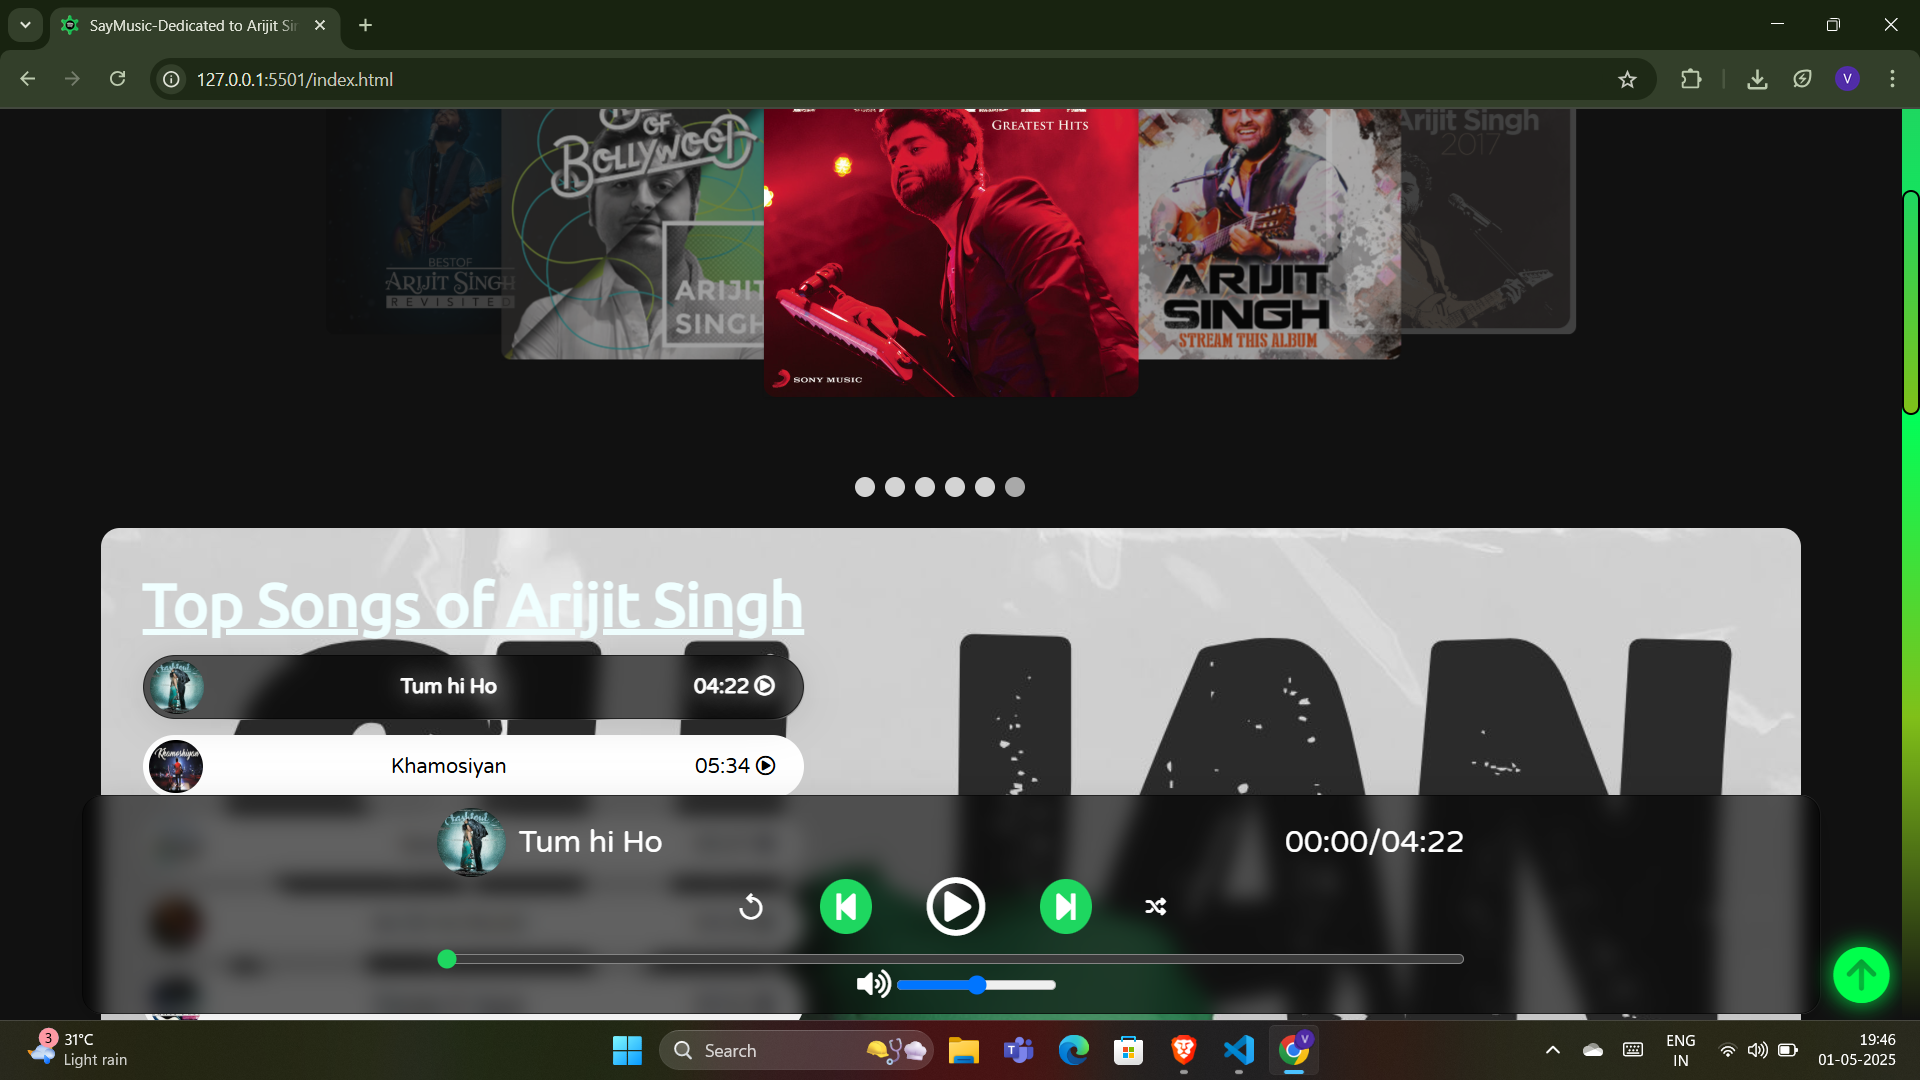 SayMusic-Dedicated to Arijit Sin
127.0.0.1:5501/index.html
V
OF
BOLLYWOOD
GREATEST HITS
Arijit Singh
2017
BEST OF
ARIJIT SINGH
REVISITED
ARIJIT
SINGH
SONY MUSIC
ARIJIT
SINGH
STREAM THIS ALBUM
Top Songs of Arijit Singh
Tum hi Ho
04:22
Khamoshiyan
Khamosiyan
05:34
Aashiqui
Tum hi Ho
00:00/04:22
3
31°C
Light rain
Search
V
ENG
IN
19:46
01-05-2025